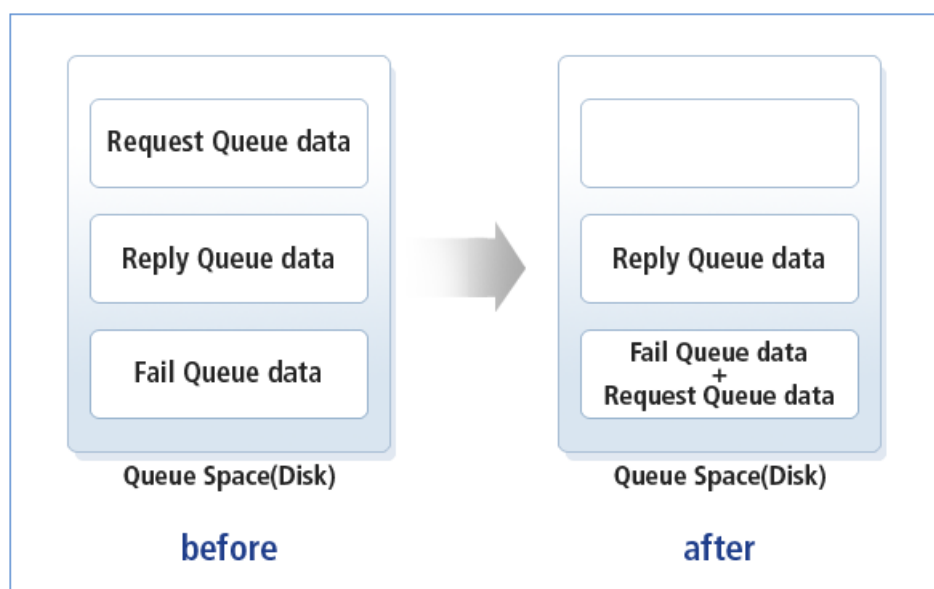 Request Queue data
Reply Queue data
Fail Queue data
Queue Space(Disk)
before
Reply Queue data
Fail Queue data
+
Request Queue data
Queue Space(Disk)
after